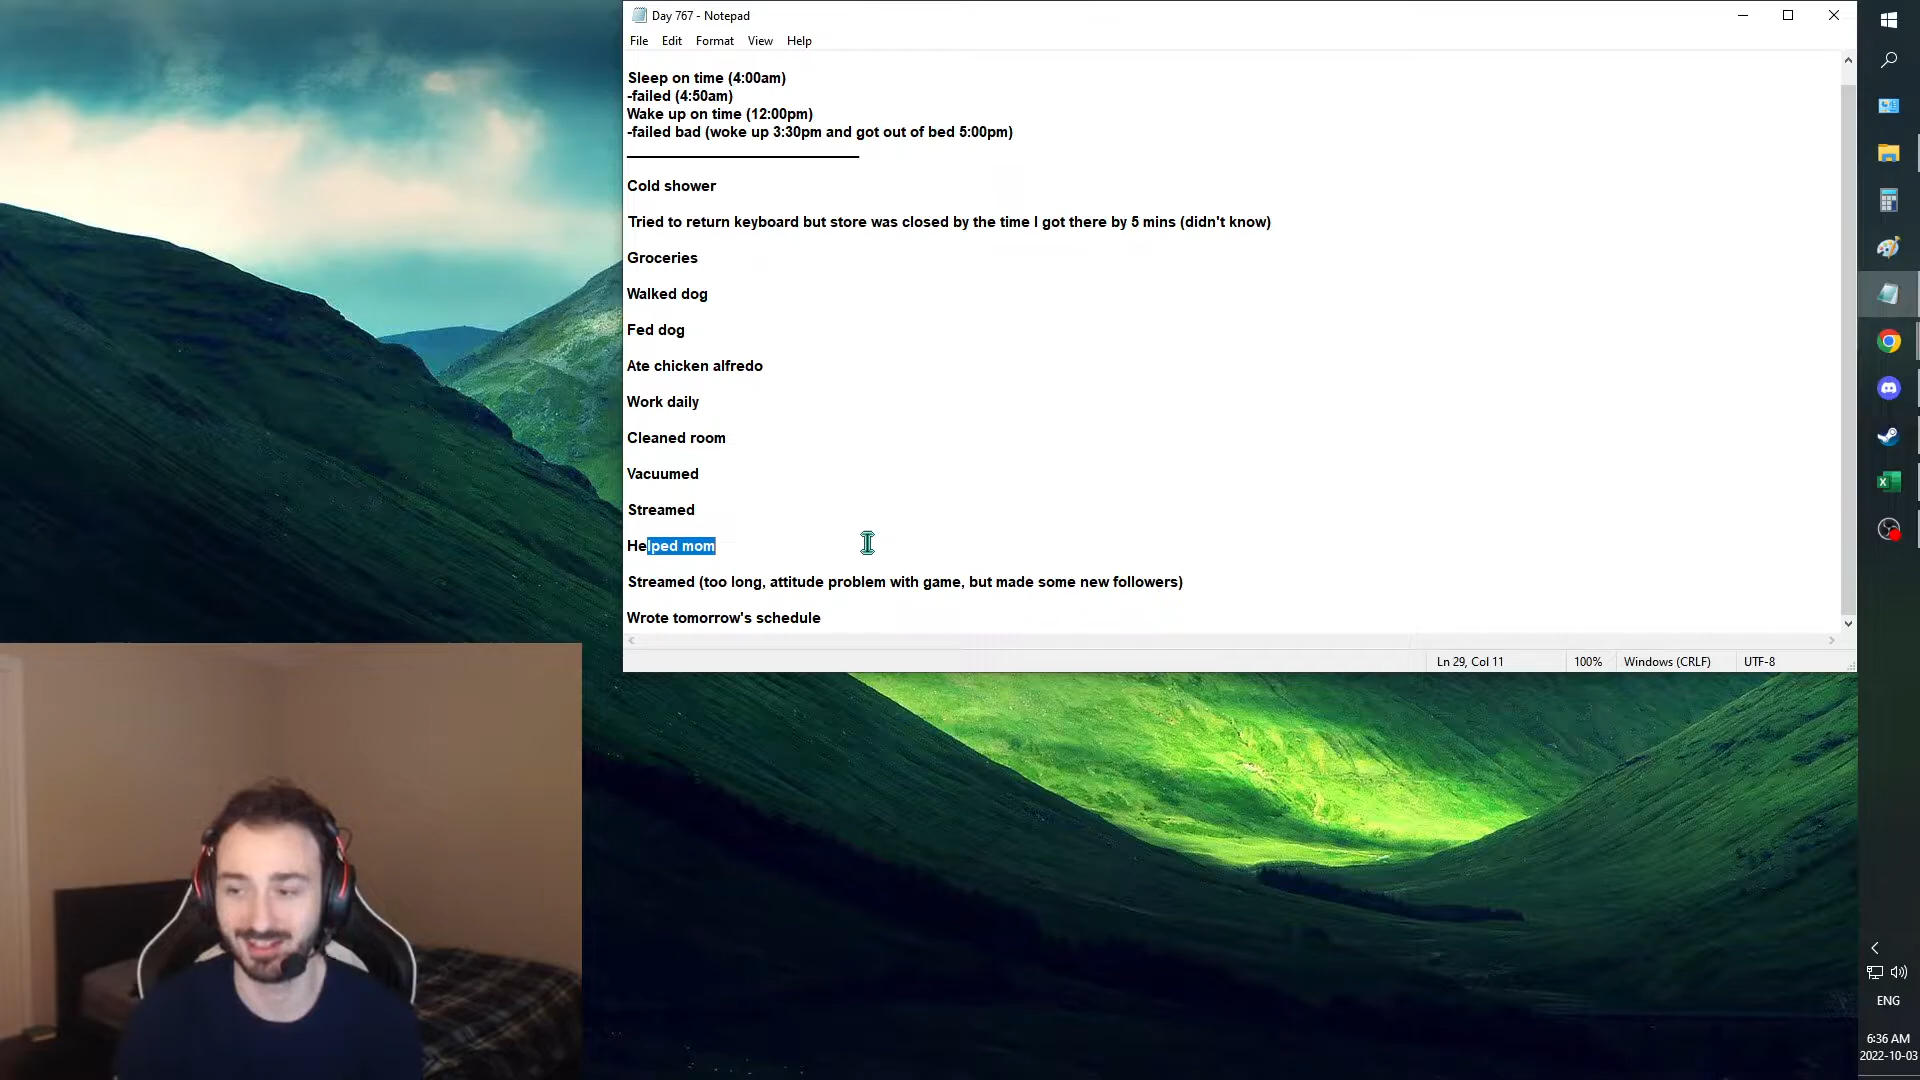 Day 767 - Notepad
File Edit Format View Help
Sleep on time (4:00am)
-failed (4:50am)
Wake up on time (12:00pm)
-failed bad (woke up 3:30pm and got out of bed 5:00pm)
Cold shower
Tried to return keyboard but store was closed by the time I got there by 5 mins (didn't know)
Groceries
Walked dog
Fed dog
Ate chicken alfredo
Work daily
Cleaned room
Vacuumed
Streamed
Helped mom
Streamed (too long, attitude problem with game, but made some new followers)
Wrote tomorrow's schedule
Ln 29, Col 11 100% Windows (CRLF) UTF-8
ENG
6:36 AM
2022-10-03